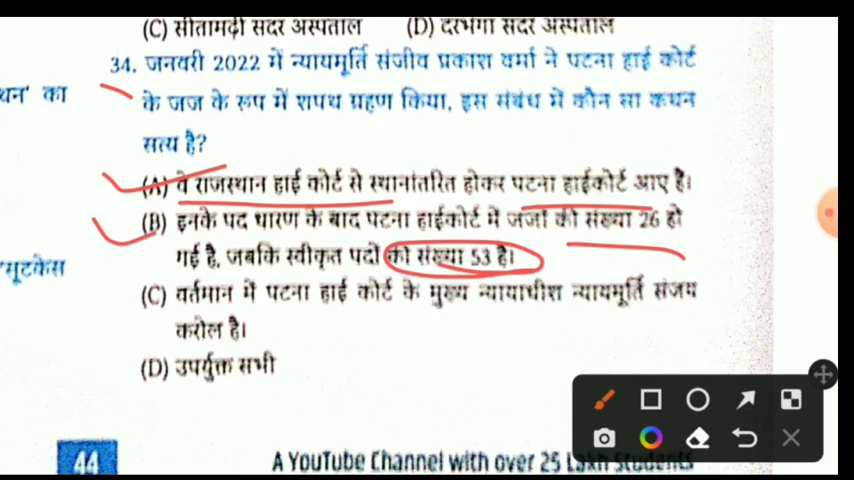 (C) सीतामढ़ी सदर अस्पताल (D) दरभंगा सदर अस्पताल
34. जनवरी 2022 में न्यायमूर्ति संजीव प्रकाश वर्मा ने पटना हाई कोर्ट
थन' का
के जज के रूप में शपथ ग्रहण किया, इस संबंध में कौन सा कथन
सत्य है?
(A) वे राजस्थान हाई कोर्ट से स्थानांतरित होकर पटना हाईकोर्ट आए है।
(B) इनके पद धारण के बाद पटना हाईकोर्ट में जजों की संख्या 26 हो
गई है, जबकि स्वीकृत पदों की संख्या 53 है।
'सूटकेस
(C) वर्तमान में पटना हाई कोर्ट के मुख्य न्यायाधीश न्यायमूर्ति संजय
करोल है।
(D) उपर्युक्त सभी
44 A YouTube Channel with over 25 Lakh Students